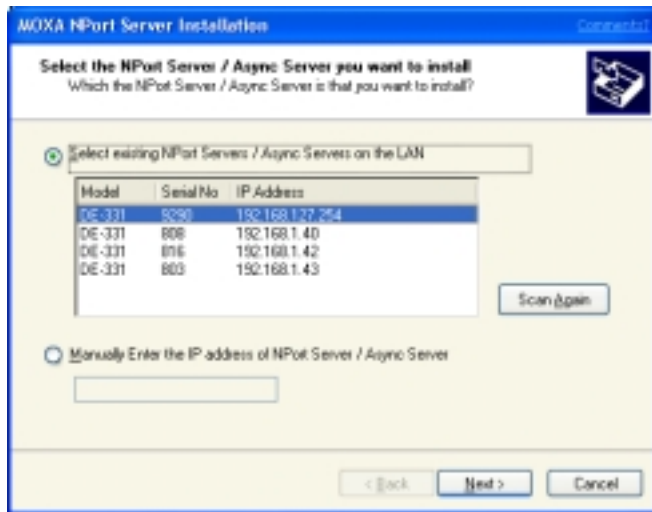 MOXA NPort Server Installation
Comments?
Select the NPort Server / Async Server you want to install
Which the NPort Server / Async Server is that you want to install?
Select existing NPort Servers / Async Servers on the LAN
Model Serial No IP Address
DE-331 9290 192.168.127.254
DE-331 808 192.168.1.40
DE-331 816 192.168.1.42
DE-331 803 192.168.1.43
Scan Again
Manually Enter the IP address of NPort Server / Async Server
< Back Next > Cancel